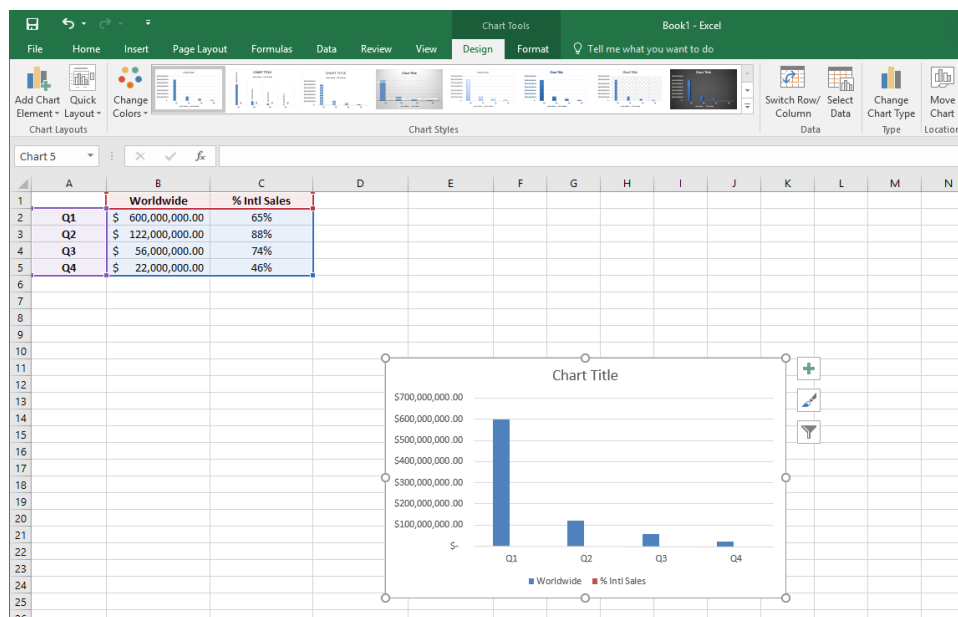 Chart Tools Book1 - Excel
File Home Insert Page Layout Formulas Data Review View Design Format Tell me what you want to do
Add Chart Element Quick Layout Change Colors Switch Row/ Column Select Data Change Chart Type Move Chart
Chart Layouts Chart Styles Data Type Location
Chart 5 fx
A B C D E F G H I J K L M N
1 Worldwide % Intl Sales
2 Q1 $ 600,000,000.00 65%
3 Q2 $ 122,000,000.00 88%
4 Q3 $ 56,000,000.00 74%
5 Q4 $ 22,000,000.00 46%
6
7
8
9
10
11
12
13
14
15
16
17
18
19
20
21
22
23
24
25
Chart Title
$700,000,000.00
$600,000,000.00
$500,000,000.00
$400,000,000.00
$300,000,000.00
$200,000,000.00
$100,000,000.00
$-
Q1 Q2 Q3 Q4
Worldwide % Intl Sales